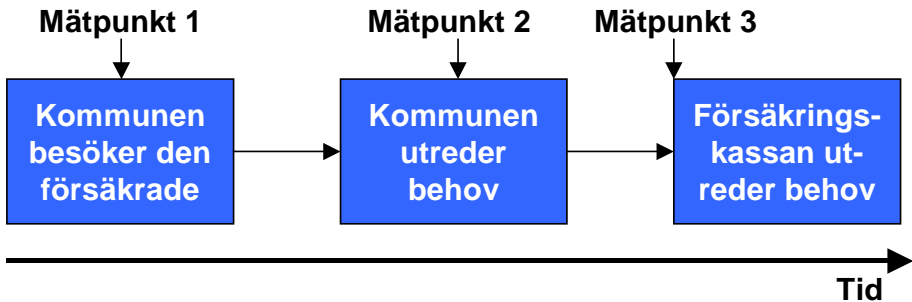 Mätpunkt 1
Mätpunkt 2
Mätpunkt 3
Kommunen
besöker den
försäkrade
Kommunen
utreder
behov
Försäkrings-
kassan ut-
reder behov
Tid